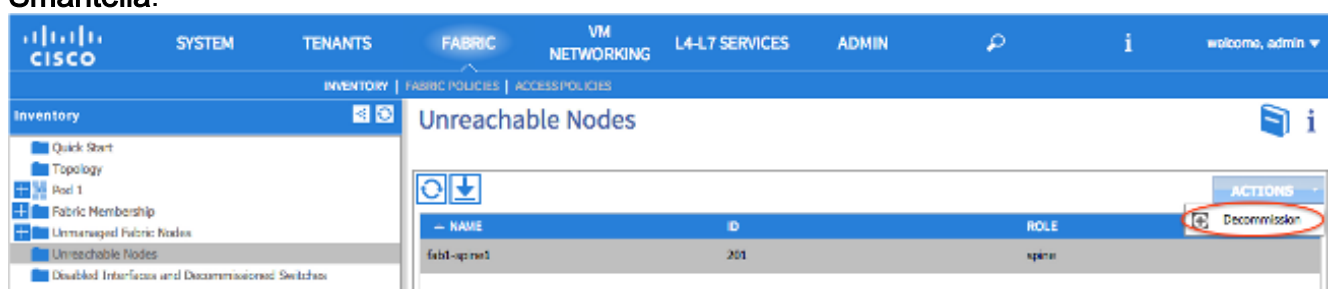 Smantella.
CISCO SYSTEM TENANTS FABRIC VM NETWORKING L4-L7 SERVICES ADMIN i welcome, admin
INVENTORY | FABRIC POLICIES | ACCESS POLICIES
Inventory
Unreachable Nodes i
Quick Start
Topology
Pod 1
ACTIONS
Fabric Membership
Decommission
Unmanaged Fabric Nodes
NAME ID ROLE
Unreachable Nodes
fab1-spine1 201 spine
Disabled Interfaces and Decommissioned Switches